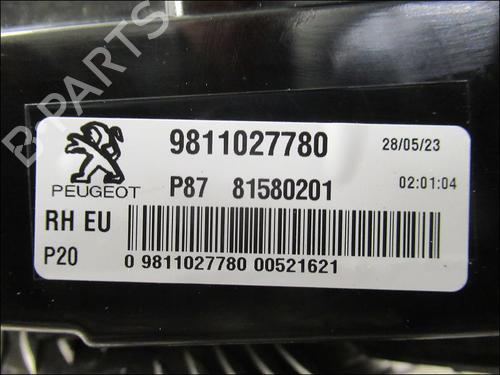 9811027780 28/05/23
PEUGEOT P87 81580201 02:01:04
RH EU
P20 0 9811027780 00521621
B PARTS